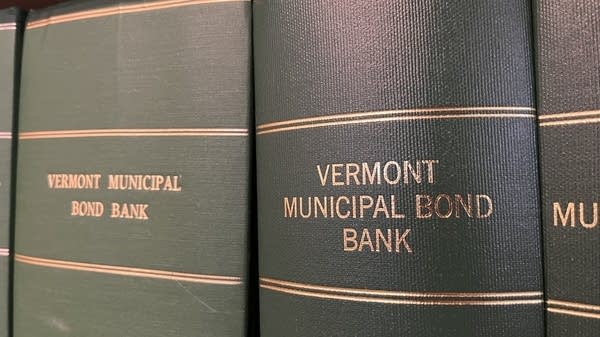 VERMONT MUNICIPAL
BOND BANK
VERMONT
MUNICIPAL BOND
BANK
MU